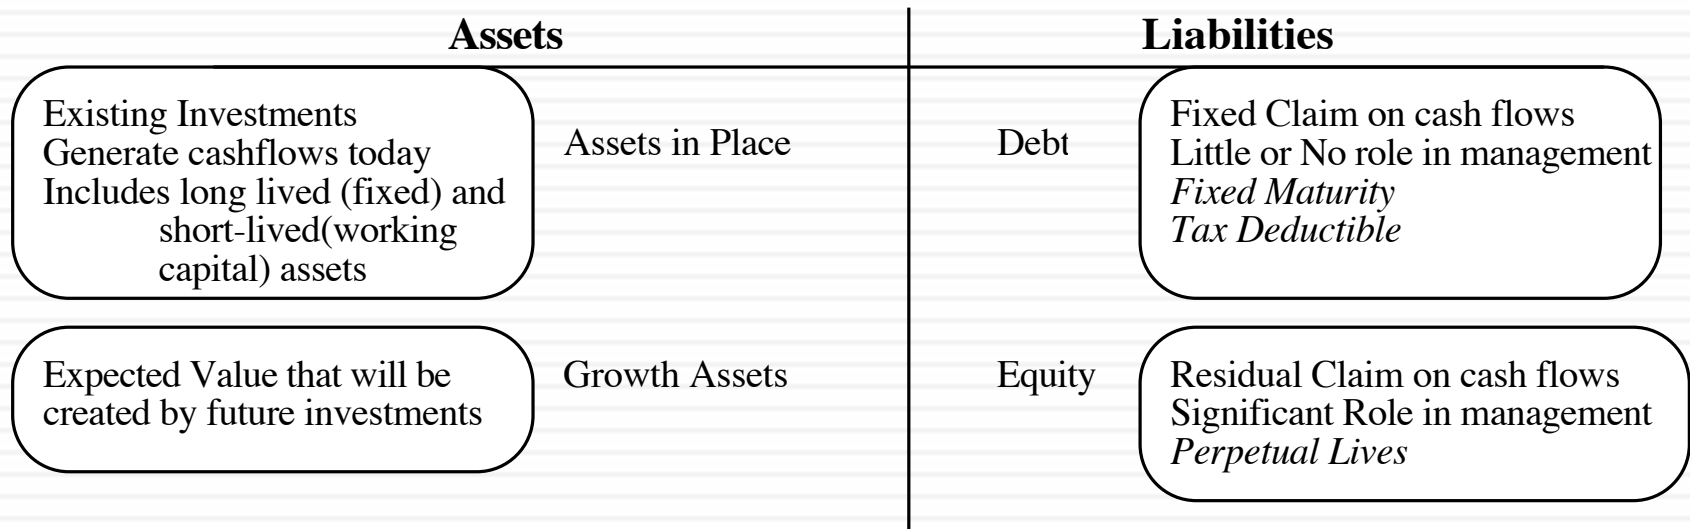 Assets
Liabilities
Existing Investments
Generate cashflows today
Includes long lived (fixed) and
short-lived(working
capital) assets
Assets in Place
Debt
Fixed Claim on cash flows
Little or No role in management
Fixed Maturity
Tax Deductible
Expected Value that will be
created by future investments
Growth Assets
Equity
Residual Claim on cash flows
Significant Role in management
Perpetual Lives